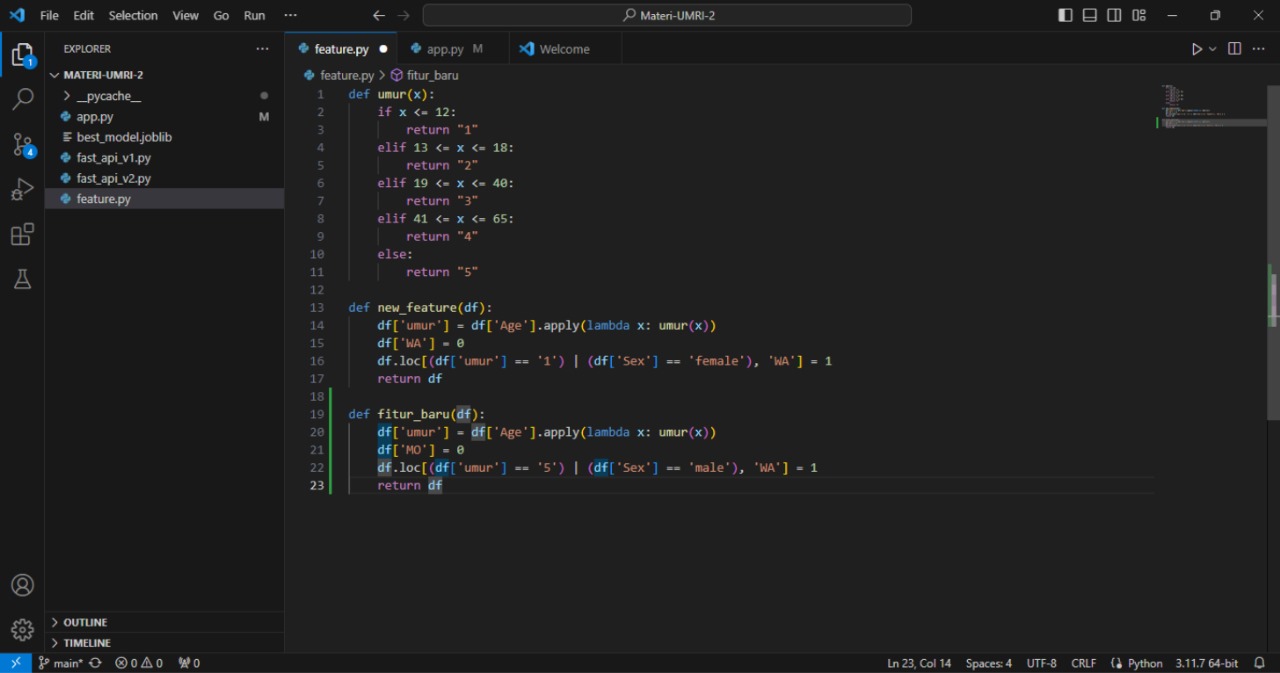 File Edit Selection View Go Run ··· Materi-UMRI-2
EXPLORER ···
MATERI-UMRI-2
__pycache__
app.py M
best_model.joblib
fast_api_v1.py
fast_api_v2.py
feature.py
OUTLINE
TIMELINE
1
4
feature.py app.py M Welcome
feature.py > fitur_baru
1 def umur(x):
2 if x <= 12:
3 return "1"
4 elif 13 <= x <= 18:
5 return "2"
6 elif 19 <= x <= 40:
7 return "3"
8 elif 41 <= x <= 65:
9 return "4"
10 else:
11 return "5"
12
13 def new_feature(df):
14 df['umur'] = df['Age'].apply(lambda x: umur(x))
15 df['WA'] = 0
16 df.loc[(df['umur'] == '1') | (df['Sex'] == 'female'), 'WA'] = 1
17 return df
18
19 def fitur_baru(df):
20 df['umur'] = df['Age'].apply(lambda x: umur(x))
21 df['MO'] = 0
22 df.loc[(df['umur'] == '5') | (df['Sex'] == 'male'), 'WA'] = 1
23 return df
main* 0 0 0 Ln 23, Col 14 Spaces: 4 UTF-8 CRLF Python 3.11.7 64-bit